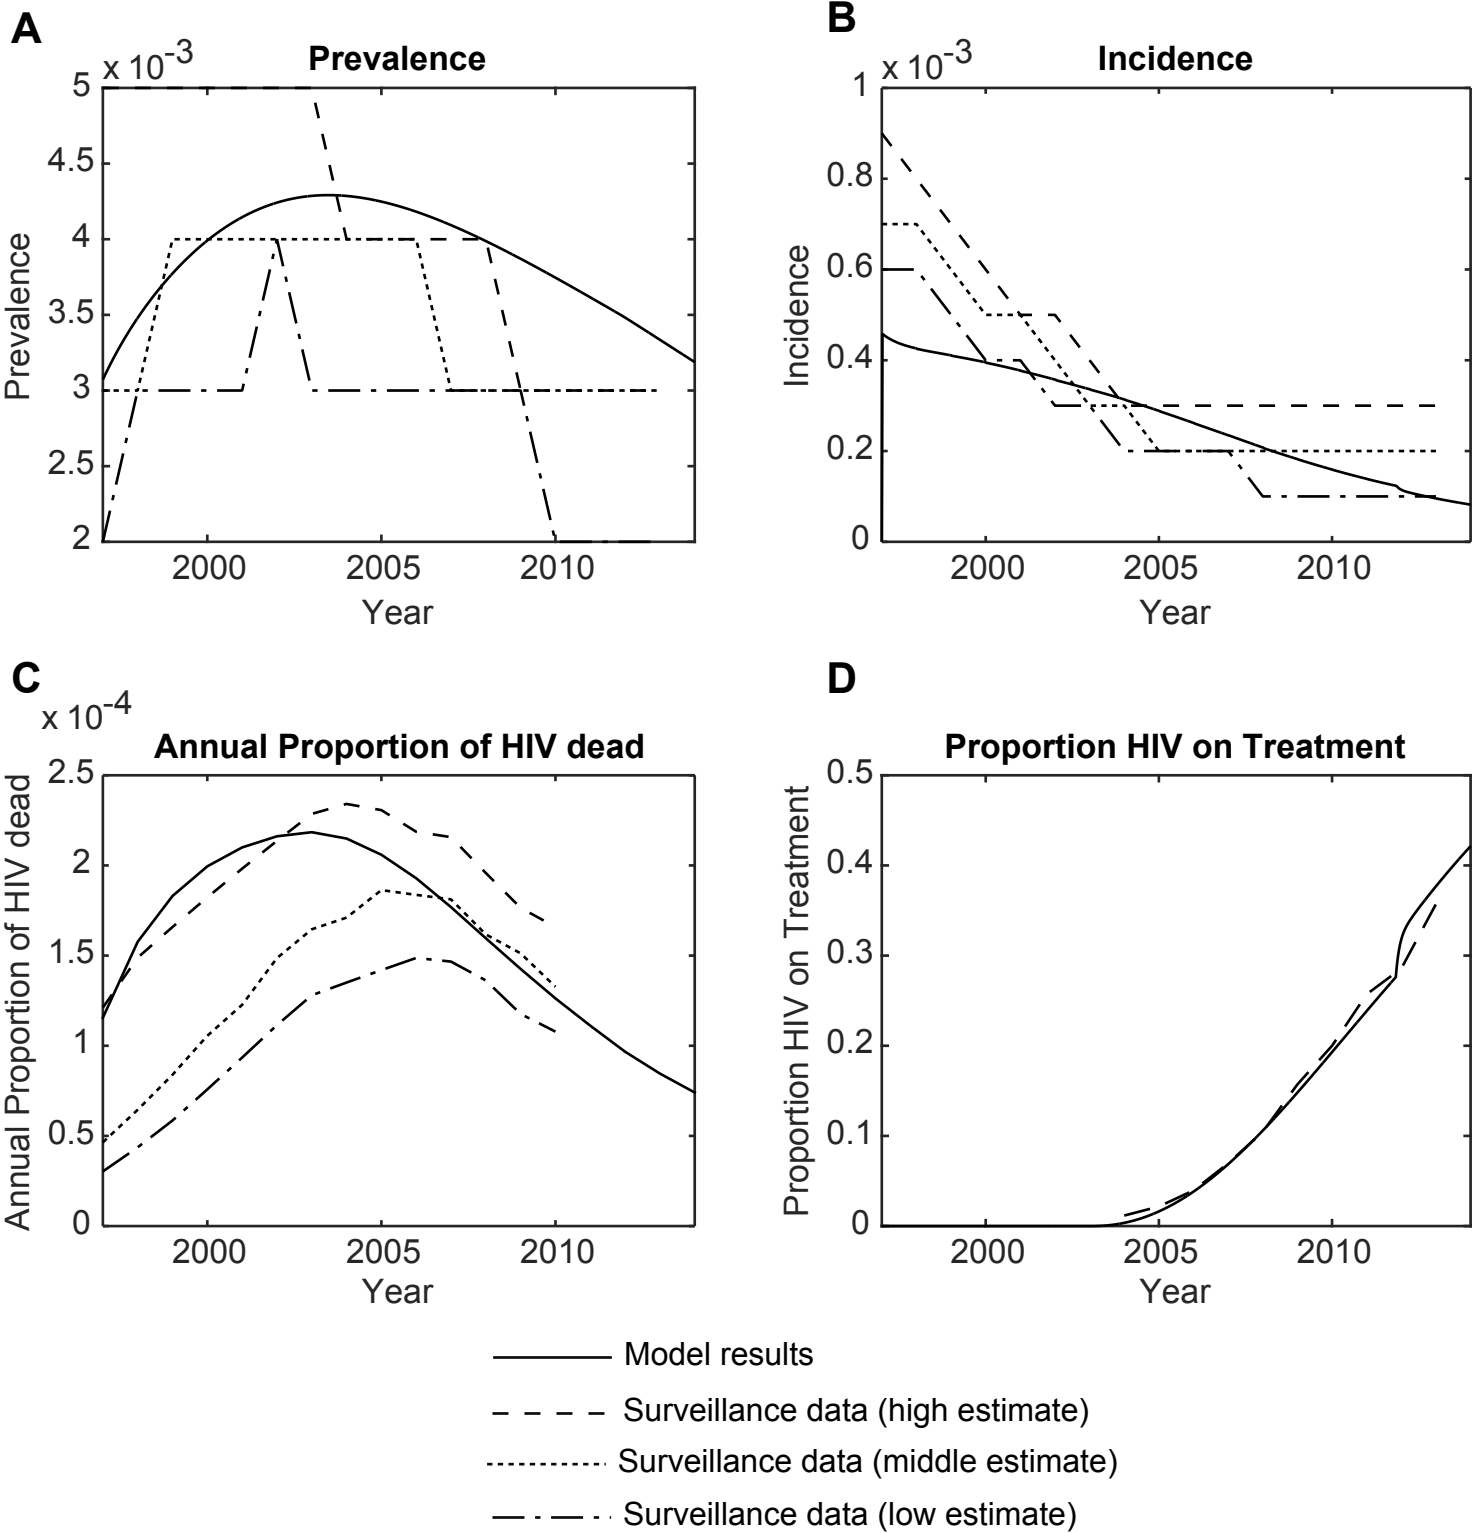 A
x 10-3
Prevalence
5
4.5
4
3.5
3
2.5
2
Prevalence
2000 2005 2010
Year
B
x 10-3
Incidence
1
0.8
0.6
0.4
0.2
0
Incidence
2000 2005 2010
Year
C
x 10-4
Annual Proportion of HIV dead
2.5
2
1.5
1
0.5
0
Annual Proportion of HIV dead
2000 2005 2010
Year
D
Proportion HIV on Treatment
0.5
0.4
0.3
0.2
0.1
0
Proportion HIV on Treatment
2000 2005 2010
Year
Model results
Surveillance data (high estimate)
Surveillance data (middle estimate)
Surveillance data (low estimate)